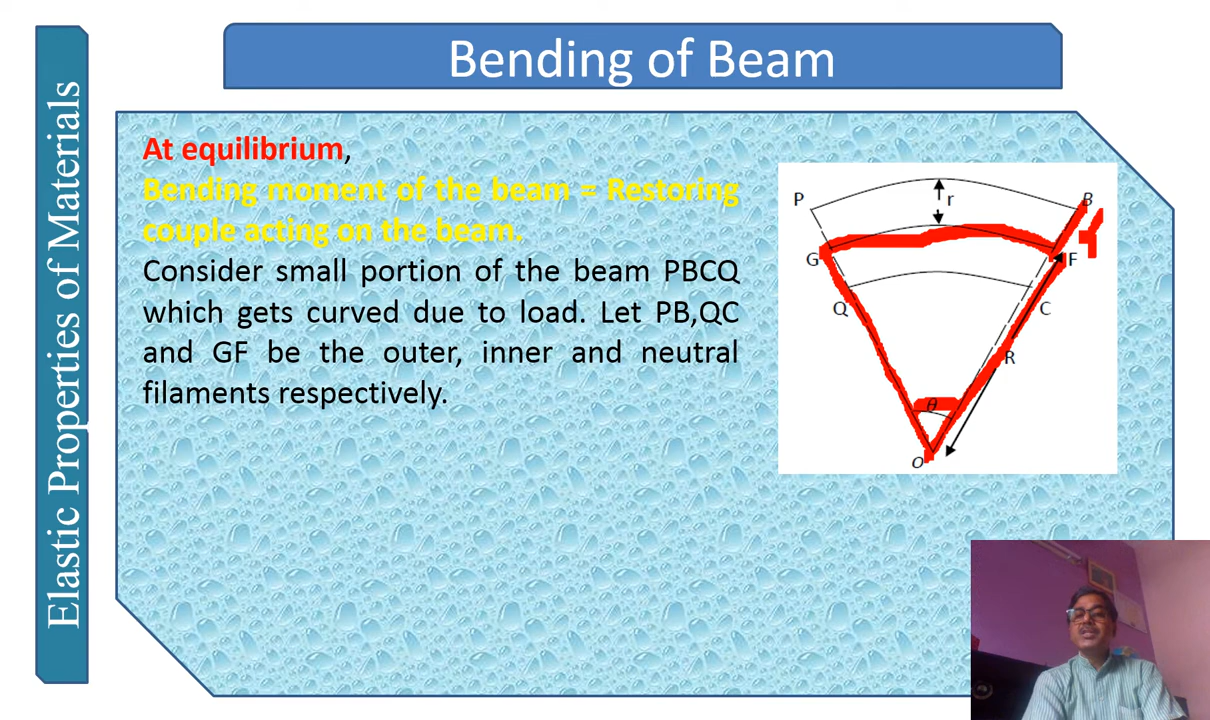 Elastic Properties of Materials
Bending of Beam
At equilibrium,
Bending moment of the beam = Restoring
couple acting on the beam.
Consider small portion of the beam PBCQ
which gets curved due to load. Let PB,QC
and GF be the outer, inner and neutral
filaments respectively.
P
r
B
G
F
Q
C
R
θ
O